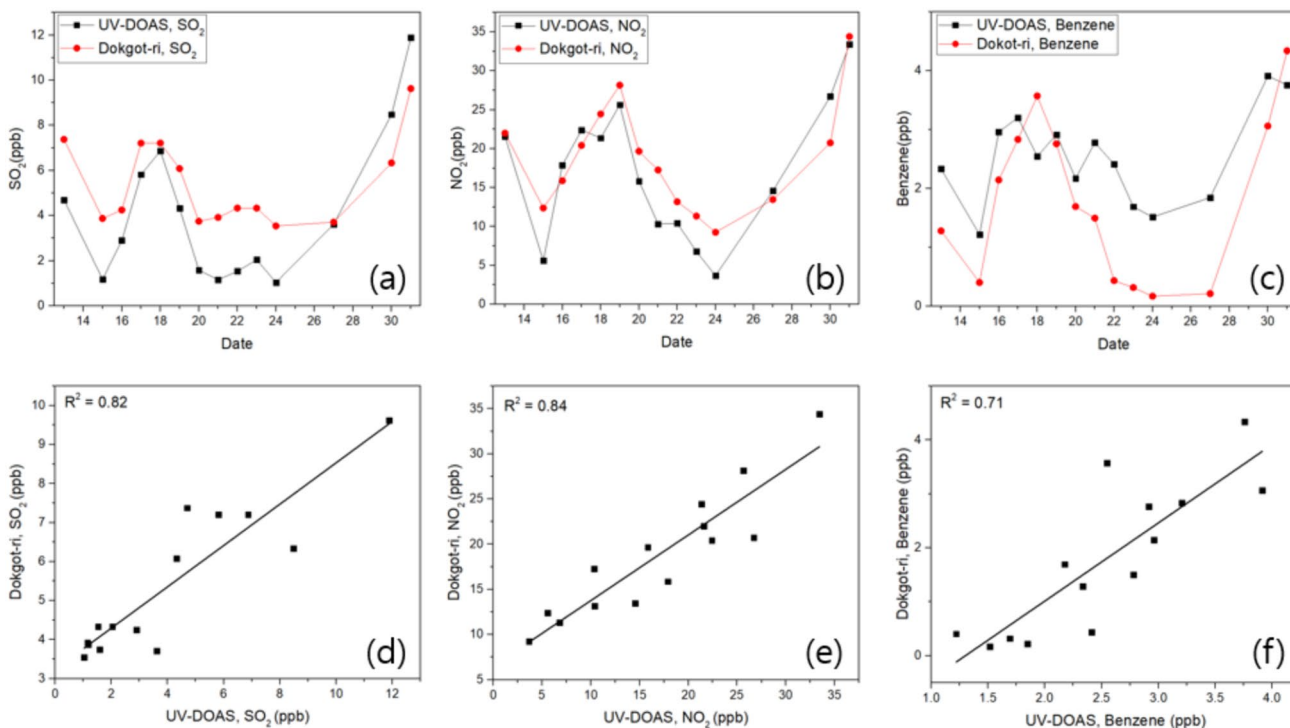 UV-DOAS, SO2
Dokgot-ri, SO2
12
10
8
6
4
2
0
SO2(ppb)
14 16 18 20 22 24 26 28 30
Date
(a)
UV-DOAS, NO2
Dokgot-ri, NO2
35
30
25
20
15
10
5
0
NO2(ppb)
14 16 18 20 22 24 26 28 30
Date
(b)
UV-DOAS, Benzene
Dokot-ri, Benzene
4
2
0
Benzene(ppb)
14 16 18 20 22 24 26 28 30
Date
(c)
R2 = 0.82
10
9
8
7
6
5
4
3
Dokgot-ri, SO2 (ppb)
0 2 4 6 8 10 12
UV-DOAS, SO2 (ppb)
(d)
R2 = 0.84
35
30
25
20
15
10
5
Dokgot-ri, NO2 (ppb)
0 5 10 15 20 25 30 35
UV-DOAS, NO2 (ppb)
(e)
R2 = 0.71
4
2
0
Dokgot-ri, Benzene (ppb)
1.0 1.5 2.0 2.5 3.0 3.5 4.0
UV-DOAS, Benzene (ppb)
(f)